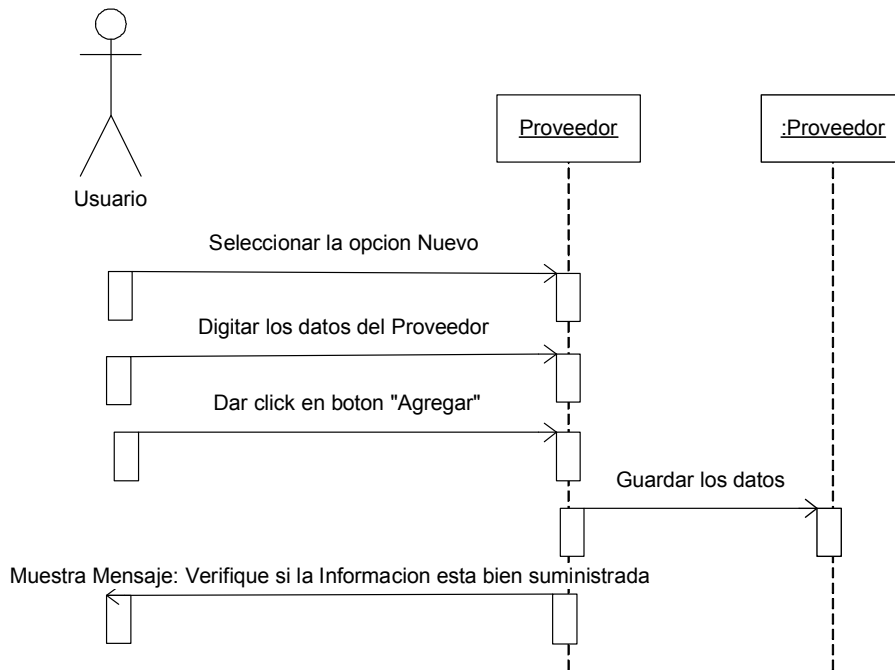 Proveedor
:Proveedor
Usuario
Seleccionar la opcion Nuevo
Digitar los datos del Proveedor
Dar click en boton "Agregar"
Guardar los datos
Muestra Mensaje: Verifique si la Informacion esta bien suministrada